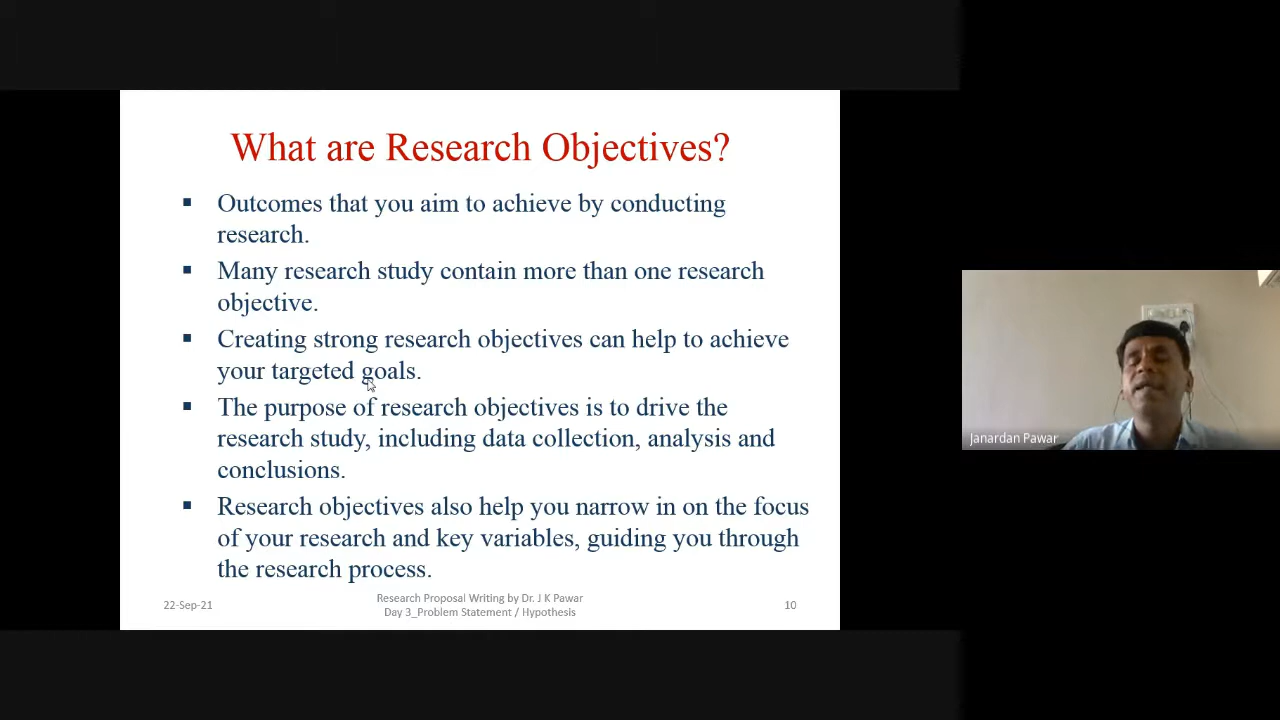 What are Research Objectives?
▪ Outcomes that you aim to achieve by conducting
research.
▪ Many research study contain more than one research
objective.
▪ Creating strong research objectives can help to achieve
your targeted goals.
▪ The purpose of research objectives is to drive the
research study, including data collection, analysis and
conclusions.
▪ Research objectives also help you narrow in on the focus
of your research and key variables, guiding you through
the research process.
22-Sep-21
Research Proposal Writing by Dr. J K Pawar
Day 3_Problem Statement / Hypothesis
10
Janardan Pawar